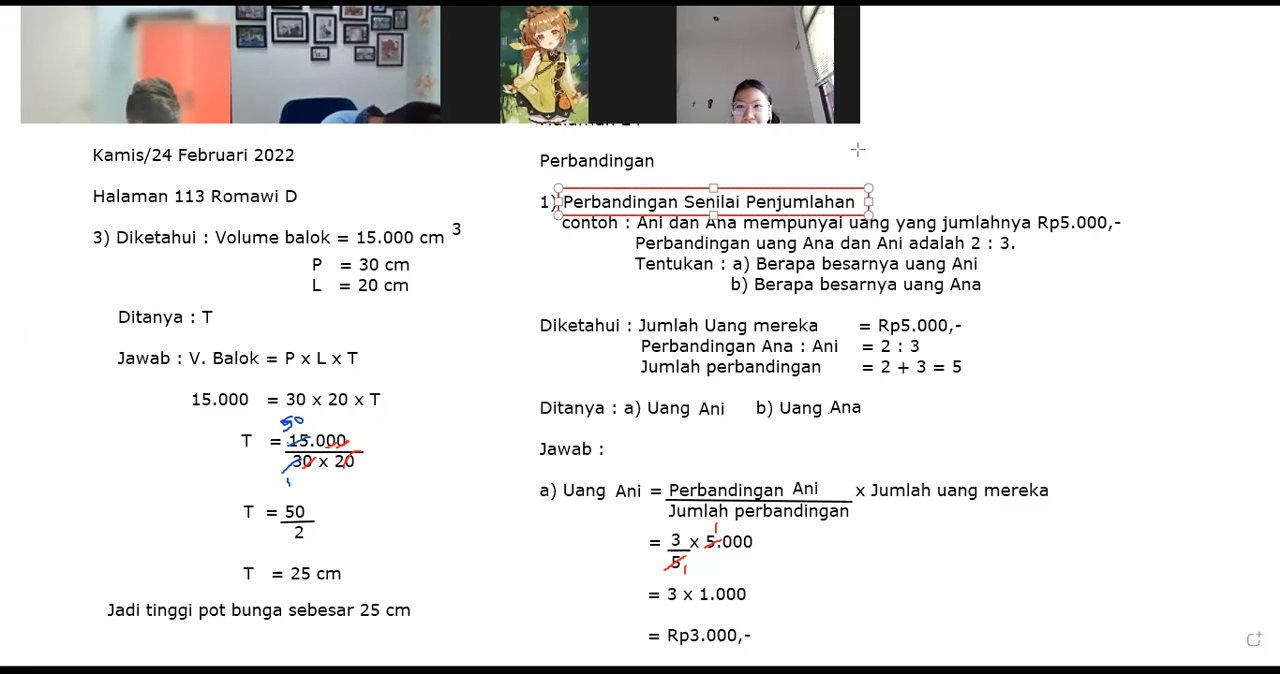 Kamis/24 Februari 2022
Halaman 113 Romawi D
3) Diketahui : Volume balok = 15.000 cm 3
P = 30 cm
L = 20 cm
Ditanya : T
Jawab : V. Balok = P x L x T
15.000 = 30 x 20 x T
50
T = 15.000
30 x 20
1
T = 50
2
T = 25 cm
Jadi tinggi pot bunga sebesar 25 cm
Perbandingan
1) Perbandingan Senilai Penjumlahan
contoh : Ani dan Ana mempunyai uang yang jumlahnya Rp5.000,-
Perbandingan uang Ana dan Ani adalah 2 : 3.
Tentukan : a) Berapa besarnya uang Ani
b) Berapa besarnya uang Ana
Diketahui : Jumlah Uang mereka = Rp5.000,-
Perbandingan Ana : Ani = 2 : 3
Jumlah perbandingan = 2 + 3 = 5
Ditanya : a) Uang Ani b) Uang Ana
Jawab :
a) Uang Ani = Perbandingan Ani x Jumlah uang mereka
Jumlah perbandingan
1
= 3 x 5.000
5 1
= 3 x 1.000
= Rp3.000,-